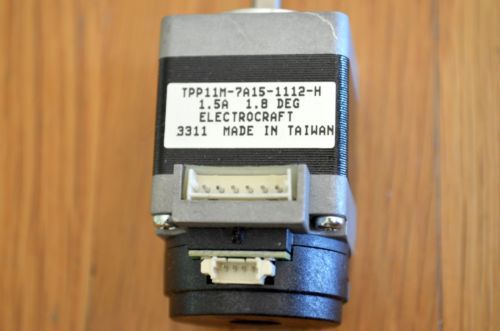 TPP11M-7A15-1112-H
1.5A 1.8 DEG
ELECTROCRAFT
3311 MADE IN TAIWAN